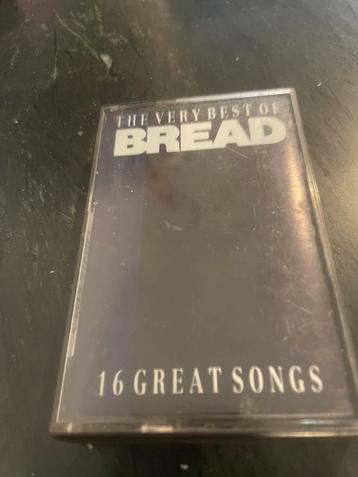 THE VERY BEST OF
BREAD
16 GREAT SONGS